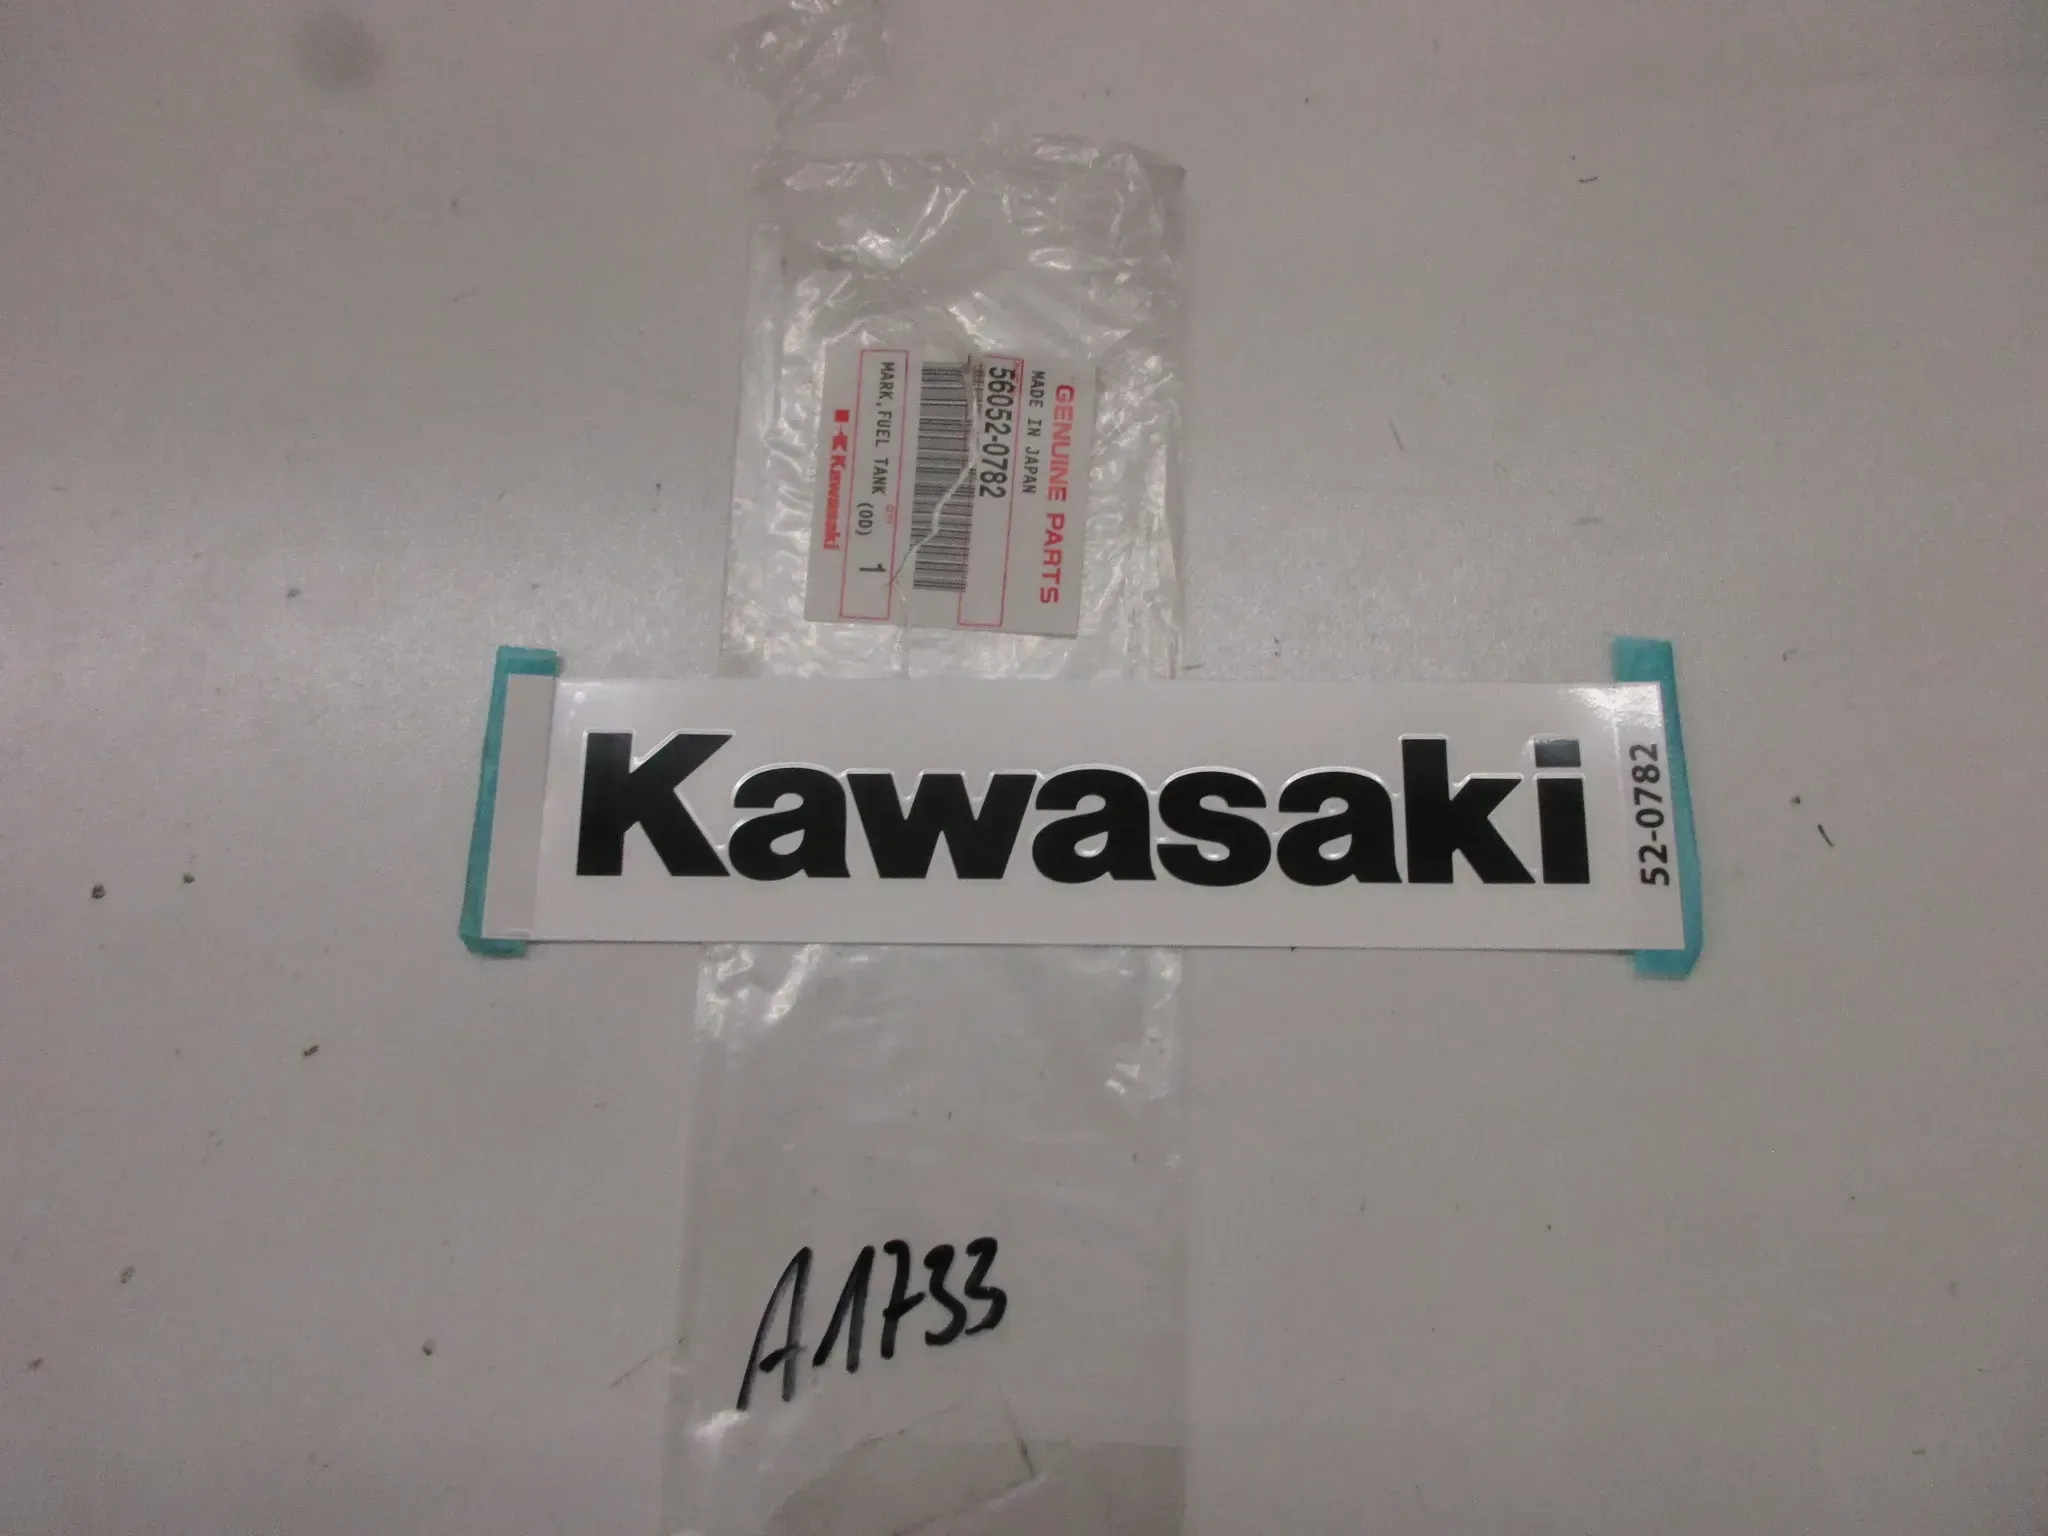 GENUINE PARTS
MADE IN JAPAN
56052-0782
MARK,FUEL TANK (OD)
1
Kawasaki
Kawasaki
52-0782
A1733